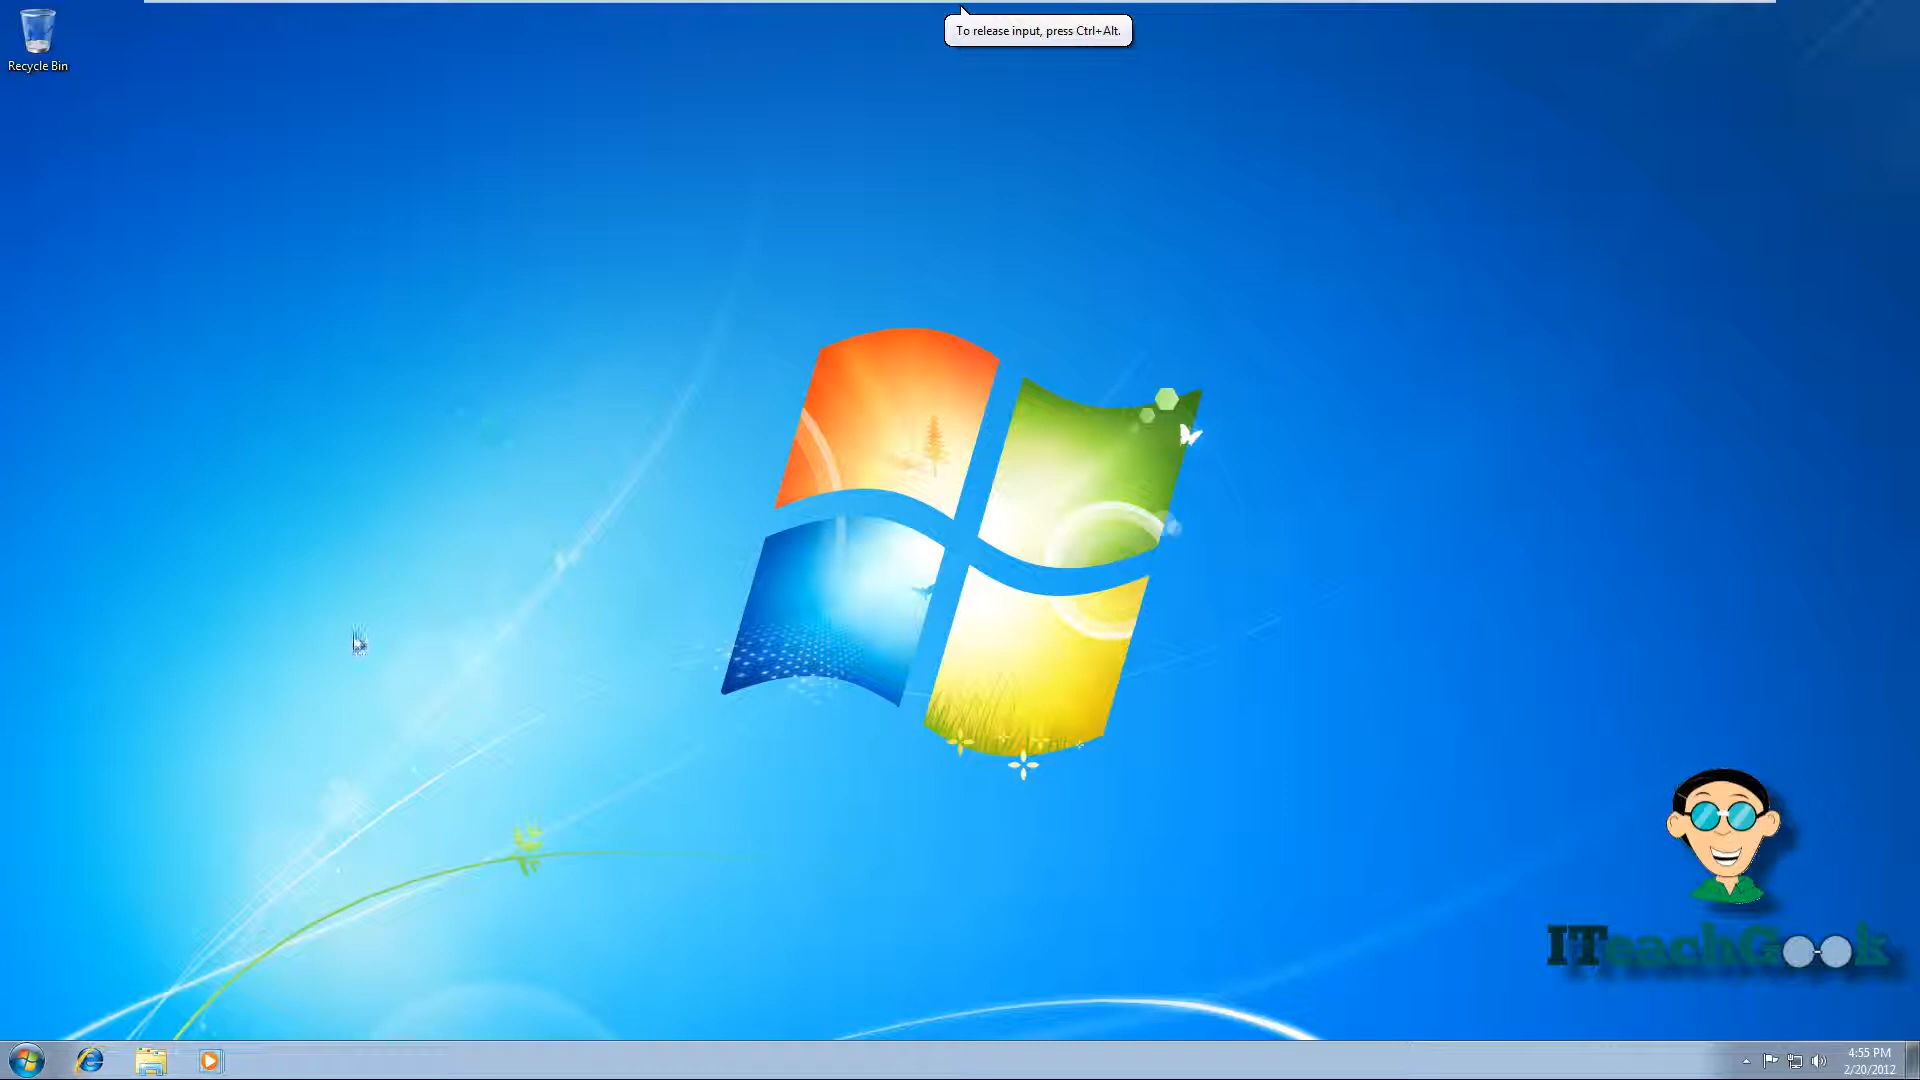 To release input, press Ctrl+Alt.
Recycle Bin
ITeachGeek
4:55 PM
2/20/2012